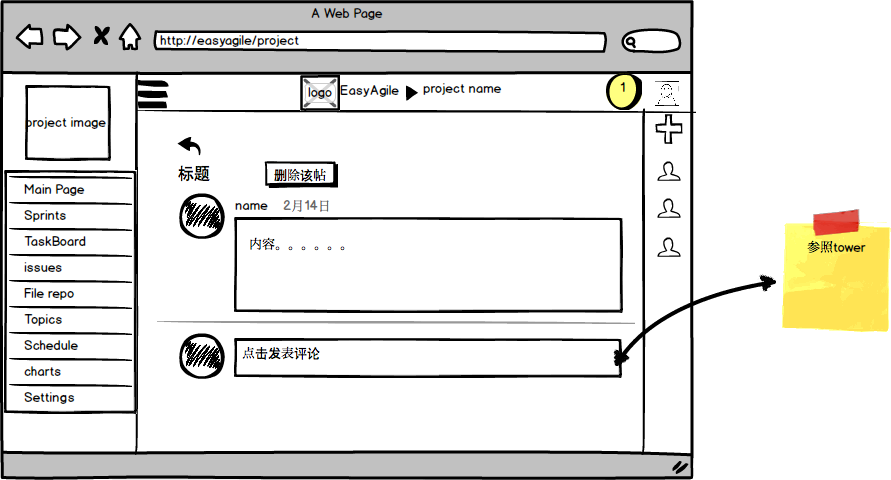 A Web Page
http://easyagile/project
logo
EasyAgile
project name
1
project image
Main Page
Sprints
TaskBoard
issues
File repo
Topics
Schedule
charts
Settings
标题
删除该帖
name 2月14日
内容。。。。。。
点击发表评论
参照tower